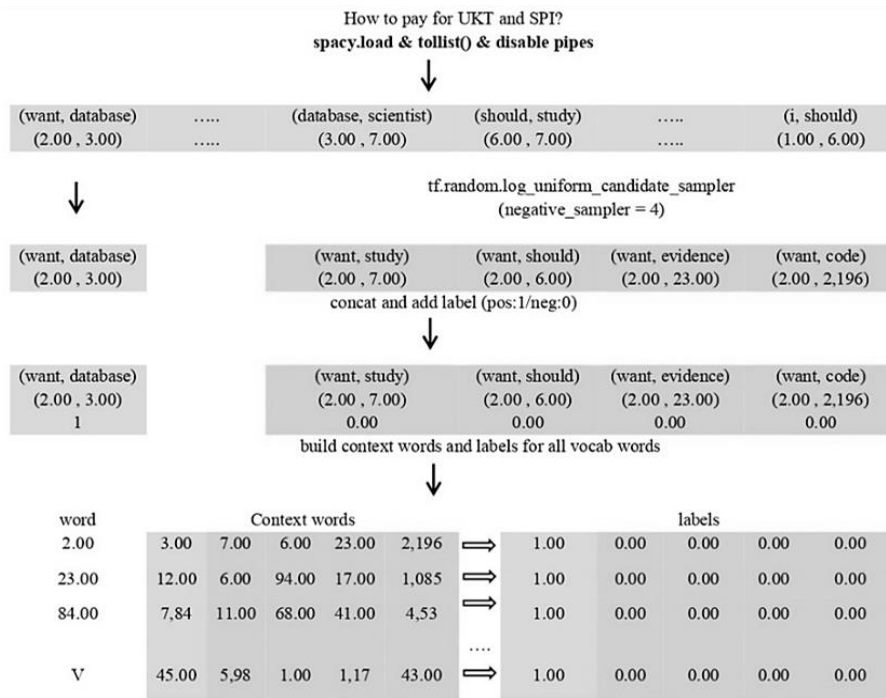 How to pay for UKT and SPI?
spacy.load & tollist() & disable pipes
(want, database) ..... (database, scientist) (should, study) ..... (i, should)
(2.00 , 3.00) ..... (3.00 , 7.00) (6.00 , 7.00) ..... (1.00 , 6.00)
tf.random.log_uniform_candidate_sampler
(negative_sampler = 4)
(want, database) (want, study) (want, should) (want, evidence) (want, code)
(2.00 , 3.00) (2.00 , 7.00) (2.00 , 6.00) (2.00 , 23.00) (2.00 , 2,196)
concat and add label (pos:1/neg:0)
(want, database) (want, study) (want, should) (want, evidence) (want, code)
(2.00 , 3.00) (2.00 , 7.00) (2.00 , 6.00) (2.00 , 23.00) (2.00 , 2,196)
1 0.00 0.00 0.00 0.00
build context words and labels for all vocab words
word Context words labels
2.00 3.00 7.00 6.00 23.00 2,196 1.00 0.00 0.00 0.00 0.00
23.00 12.00 6.00 94.00 17.00 1,085 1.00 0.00 0.00 0.00 0.00
84.00 7,84 11.00 68.00 41.00 4,53 1.00 0.00 0.00 0.00 0.00
....
V 45.00 5,98 1.00 1,17 43.00 1.00 0.00 0.00 0.00 0.00